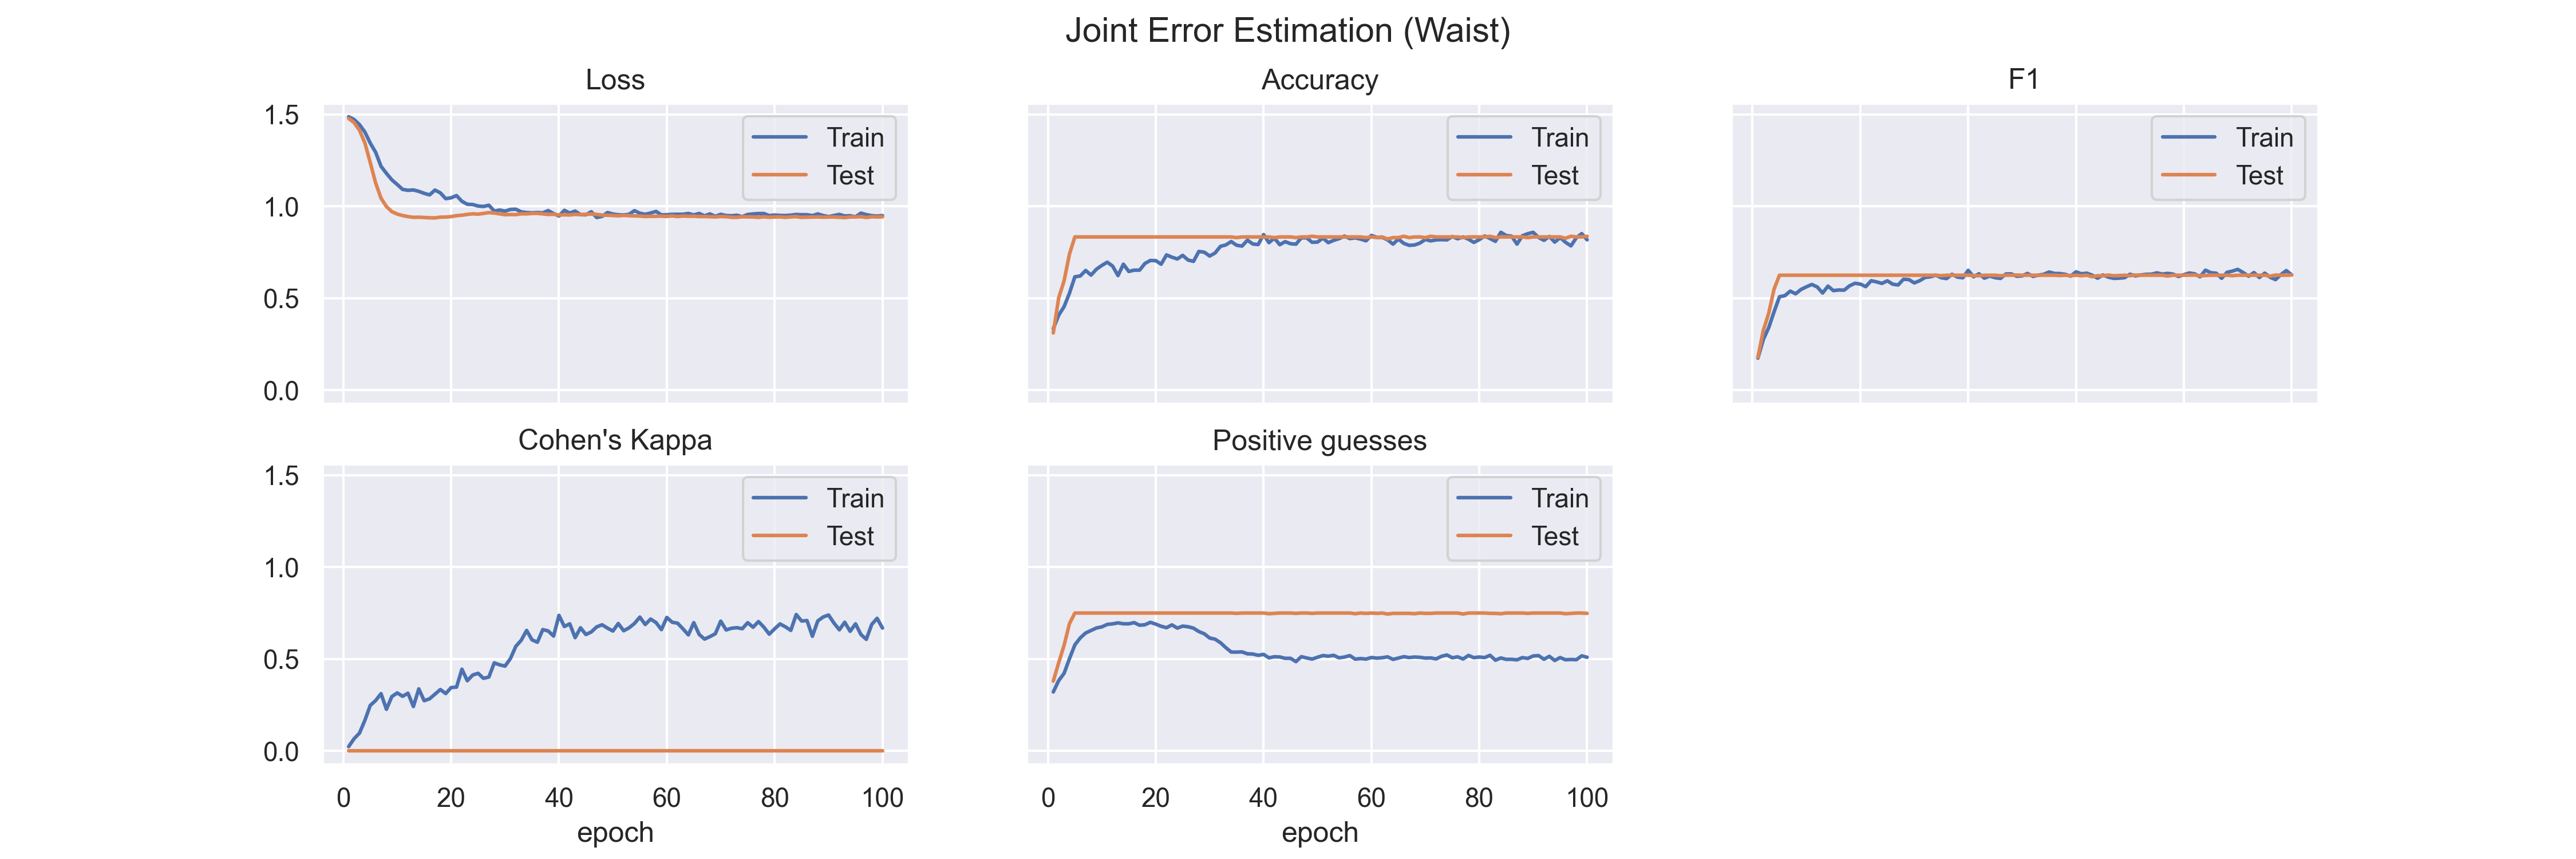 Joint Error Estimation (Waist)
Loss
Accuracy
F1
1.5
1.0
0.5
0.0
Train
Test
Train
Test
Train
Test
Cohen's Kappa
Positive guesses
1.5
1.0
0.5
0.0
Train
Test
Train
Test
0 20 40 60 80 100
0 20 40 60 80 100
epoch
epoch